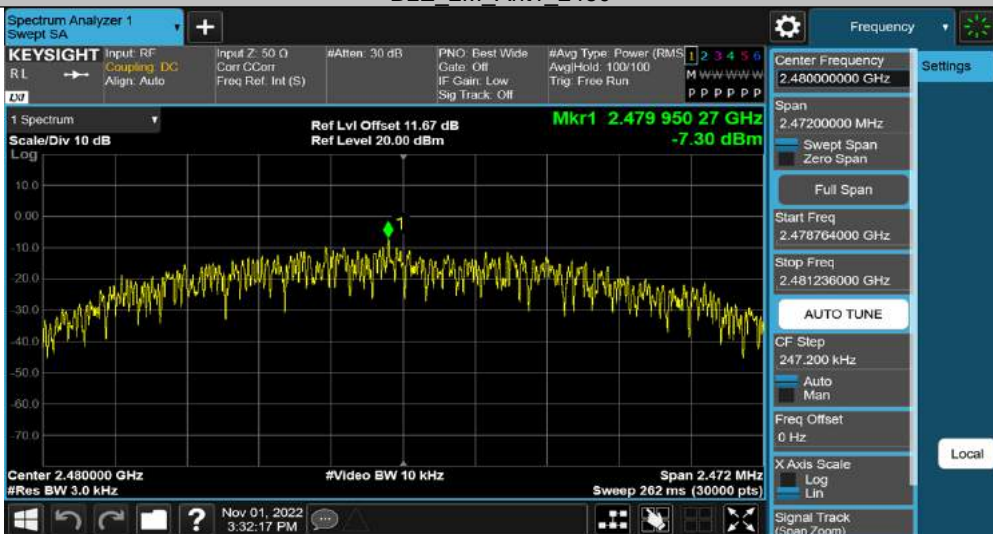 Spectrum Analyzer 1
Swept SA
+
Frequency
KEYSIGHT
RL
LXI
Input: RF
Coupling: DC
Align: Auto
Input Z: 50 Ω
Corr CCorr
Freq Ref: Int (S)
#Atten: 30 dB
PNO: Best Wide
Gate: Off
IF Gain: Low
Sig Track: Off
#Avg Type: Power (RMS
Avg|Hold: 100/100
Trig: Free Run
1 2 3 4 5 6
M W W W W W
P P P P P P
1 Spectrum
Scale/Div 10 dB
Log
Ref Lvl Offset 11.67 dB
Ref Level 20.00 dBm
Mkr1 2.479 950 27 GHz
-7.30 dBm
10.0
0.00
-10.0
-20.0
-30.0
-40.0
-50.0
-60.0
-70.0
1
Center 2.480000 GHz
#Res BW 3.0 kHz
#Video BW 10 kHz
Span 2.472 MHz
Sweep 262 ms (30000 pts)
?
Nov 01, 2022
3:32:17 PM
Center Frequency
2.480000000 GHz
Span
2.47200000 MHz
Swept Span
Zero Span
Full Span
Start Freq
2.478764000 GHz
Stop Freq
2.481236000 GHz
AUTO TUNE
CF Step
247.200 kHz
Auto
Man
Freq Offset
0 Hz
X Axis Scale
Log
Lin
Signal Track
(Span Zoom)
Settings
Local